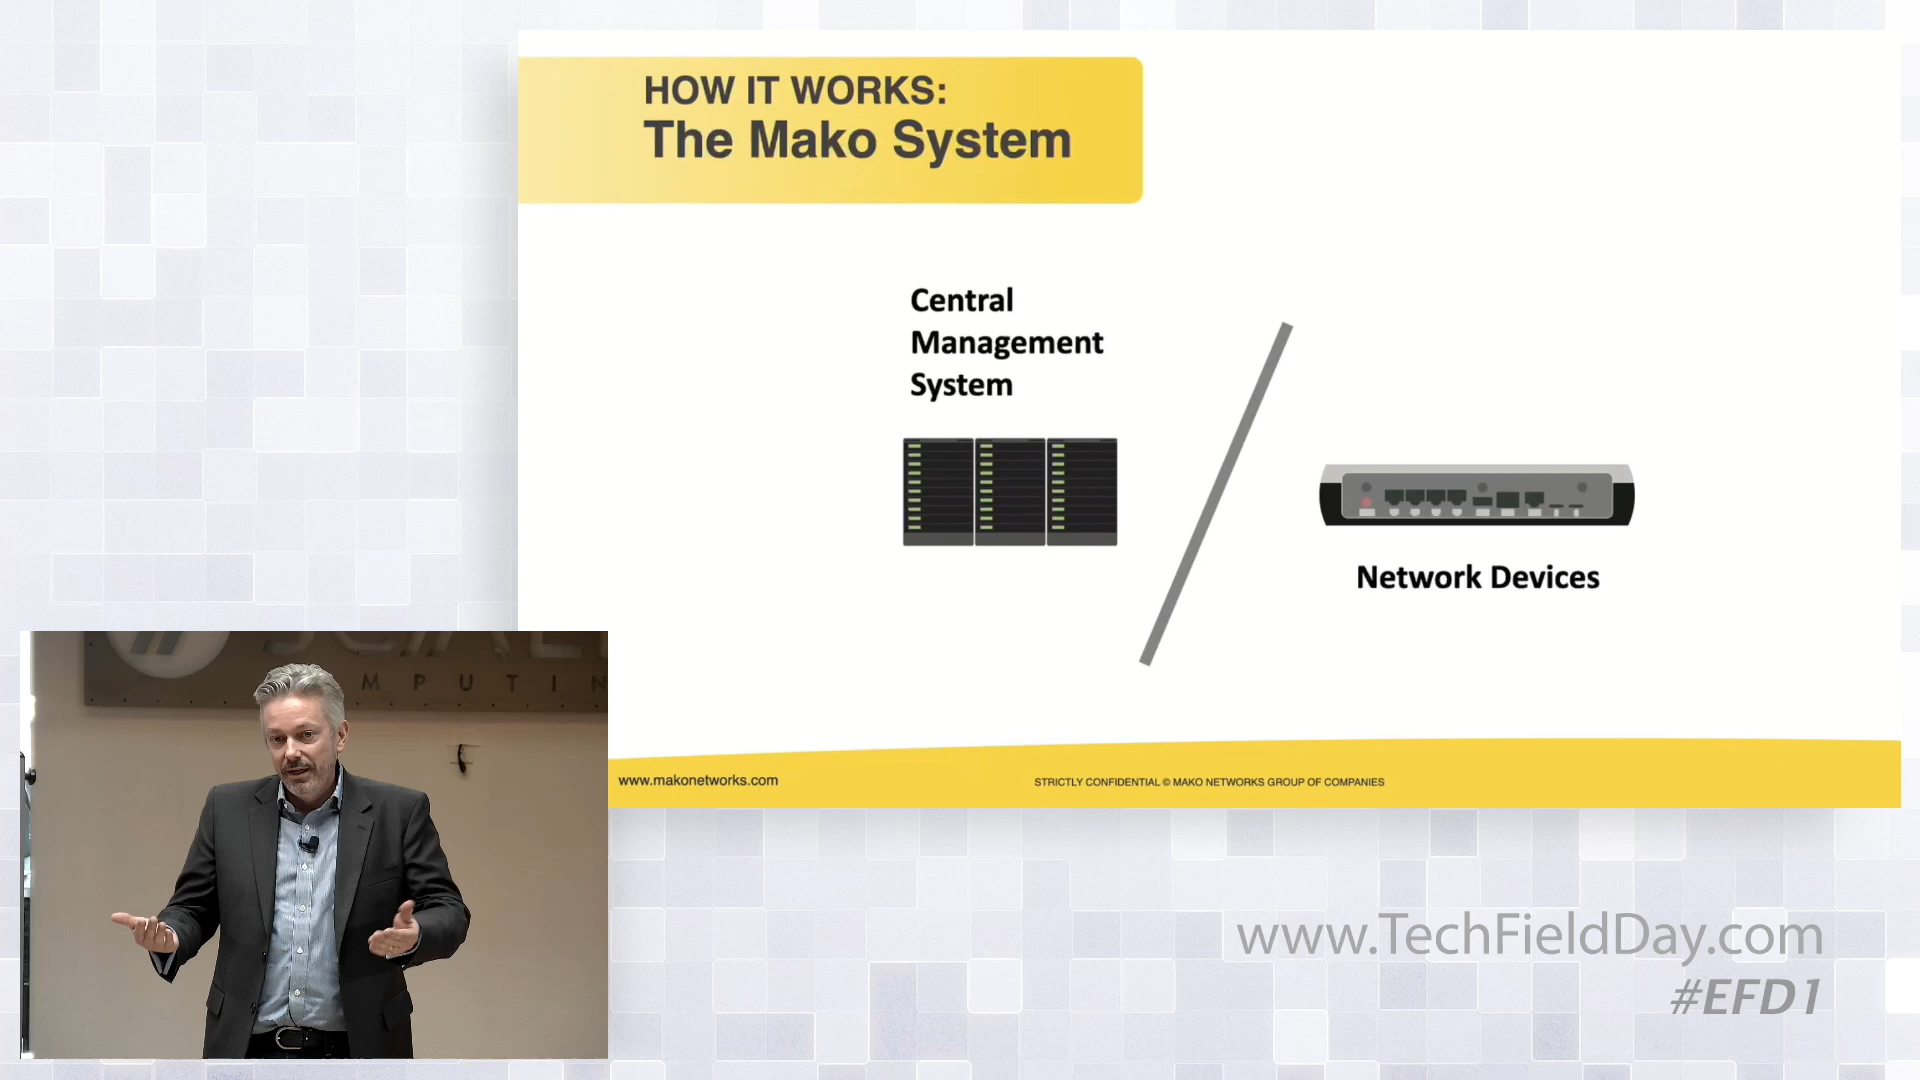 HOW IT WORKS:
The Mako System
Central
Management
System
Network Devices
www.makonetworks.com
STRICTLY CONFIDENTIAL © MAKO NETWORKS GROUP OF COMPANIES
www.TechFieldDay.com
#EFD1